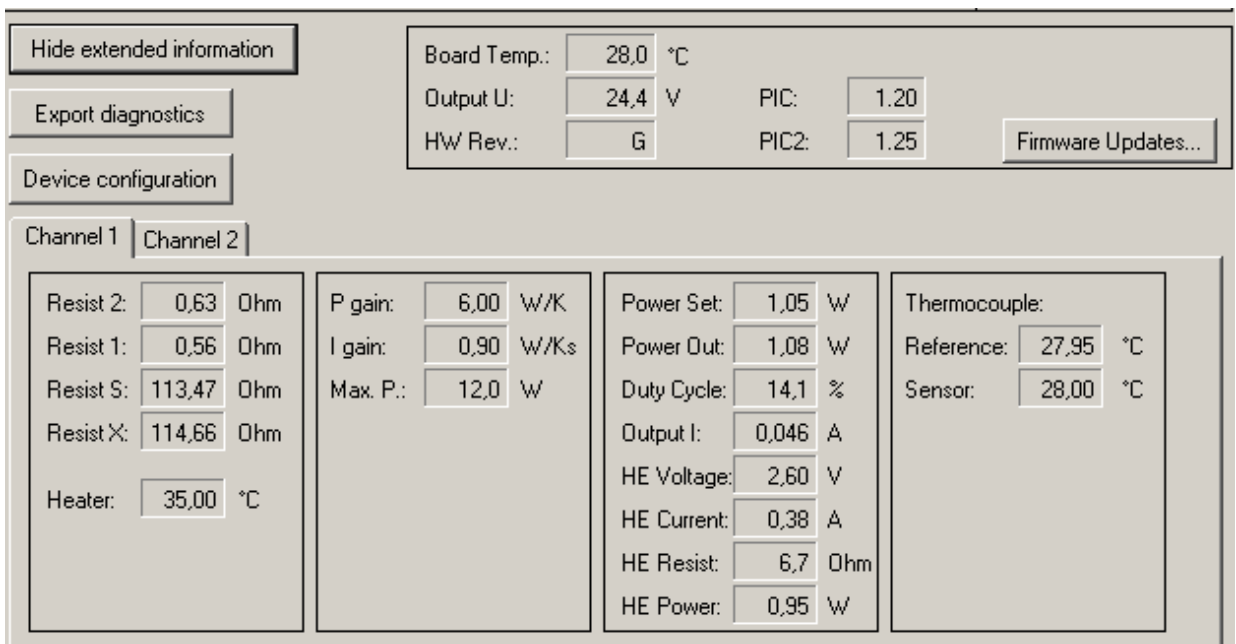 Hide extended information
Export diagnostics
Device configuration
Board Temp.: 28,0 °C
Output U: 24,4 V PIC: 1.20
HW Rev.: G PIC2: 1.25 Firmware Updates...
Channel 1 Channel 2
Resist 2: 0,63 Ohm
Resist 1: 0,56 Ohm
Resist S: 113,47 Ohm
Resist X: 114,66 Ohm
Heater: 35,00 °C
P gain: 6,00 W/K
I gain: 0,90 W/Ks
Max. P.: 12,0 W
Power Set: 1,05 W
Power Out: 1,08 W
Duty Cycle: 14,1 %
Output I: 0,046 A
HE Voltage: 2,60 V
HE Current: 0,38 A
HE Resist: 6,7 Ohm
HE Power: 0,95 W
Thermocouple:
Reference: 27,95 °C
Sensor: 28,00 °C